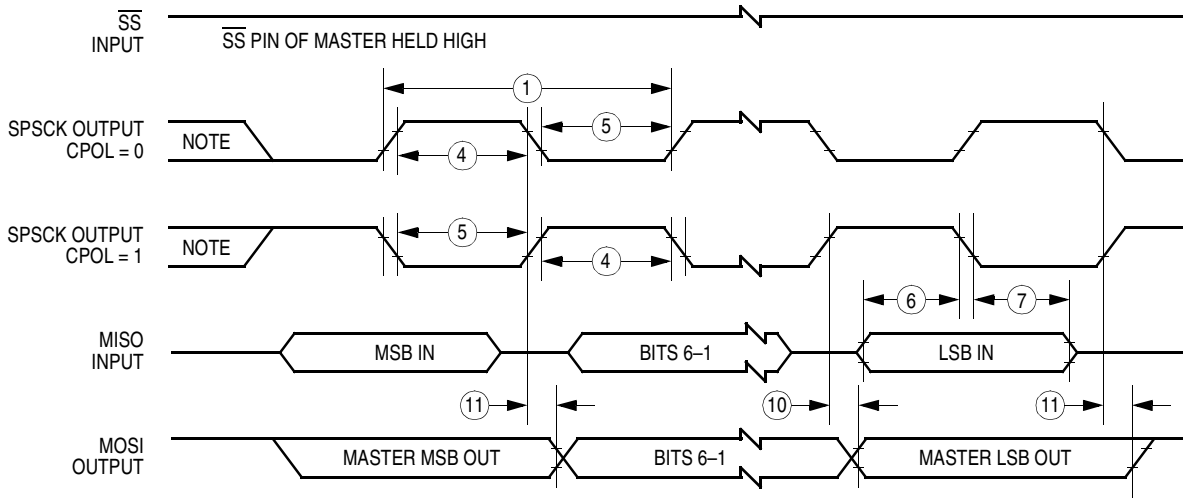 SS
INPUT
SS PIN OF MASTER HELD HIGH
1
SPSCK OUTPUT
CPOL = 0
NOTE
5
4
SPSCK OUTPUT
CPOL = 1
NOTE
5
4
6
7
MISO
INPUT
MSB IN
BITS 6–1
LSB IN
11
10
11
MOSI
OUTPUT
MASTER MSB OUT
BITS 6–1
MASTER LSB OUT